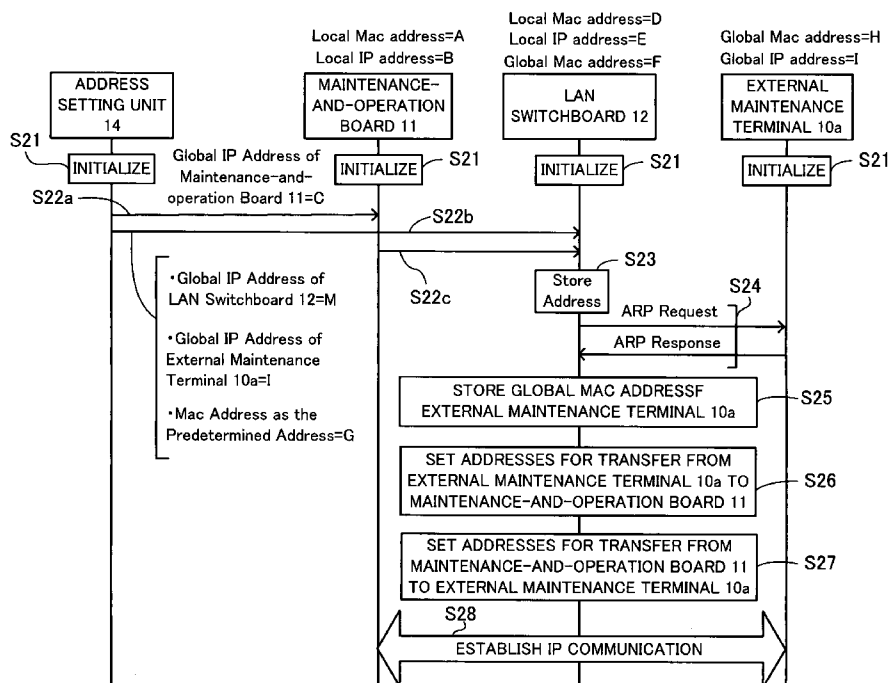 Local Mac address=A
Local IP address=B
Local Mac address=D
Local IP address=E
Global Mac address=F
Global Mac address=H
Global IP address=I
ADDRESS
SETTING UNIT
14
MAINTENANCE-
AND-OPERATION
BOARD 11
LAN
SWITCHBOARD 12
EXTERNAL
MAINTENANCE
TERMINAL 10a
S21
INITIALIZE
S21
INITIALIZE
S21
INITIALIZE
S21
INITIALIZE
Global IP Address of
Maintenance-and-
operation Board 11=C
S22a
S22b
S22c
・Global IP Address of
LAN Switchboard 12=M
・Global IP Address of
External Maintenance
Terminal 10a=I
・Mac Address as the
Predetermined Address=G
S23
Store
Address
S24
ARP Request
ARP Response
STORE GLOBAL MAC ADDRESSF
EXTERNAL MAINTENANCE TERMINAL 10a
S25
SET ADDRESSES FOR TRANSFER FROM
EXTERNAL MAINTENANCE TERMINAL 10a TO
MAINTENANCE-AND-OPERATION BOARD 11
S26
SET ADDRESSES FOR TRANSFER FROM
MAINTENANCE-AND-OPERATION BOARD 11
TO EXTERNAL MAINTENANCE TERMINAL 10a
S27
S28
ESTABLISH IP COMMUNICATION